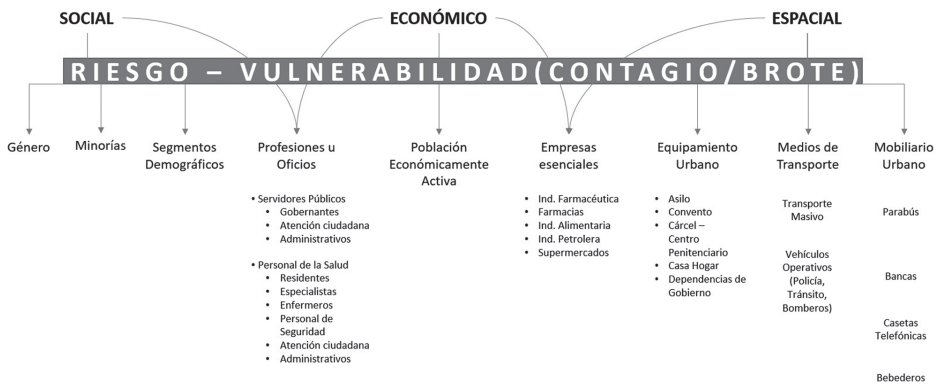 SOCIAL
ECONÓMICO
ESPACIAL
RIESGO – VULNERABILIDAD(CONTAGIO/BROTE)
Género
Minorías
Segmentos
Demográficos
Profesiones u
Oficios
• Servidores Públicos
• Gobernantes
• Atención ciudadana
• Administrativos
• Personal de la Salud
• Residentes
• Especialistas
• Enfermeros
• Personal de
Seguridad
• Atención ciudadana
• Administrativos
Población
Económicamente
Activa
Empresas
esenciales
• Ind. Farmacéutica
• Farmacias
• Ind. Alimentaria
• Ind. Petrolera
• Supermercados
Equipamiento
Urbano
• Asilo
• Convento
• Cárcel –
Centro
Penitenciario
• Casa Hogar
• Dependencias de
Gobierno
Medios de
Transporte
Transporte
Masivo
Vehículos
Operativos
(Policía,
Tránsito,
Bomberos)
Mobiliario
Urbano
Parabús
Bancas
Casetas
Telefónicas
Bebederos